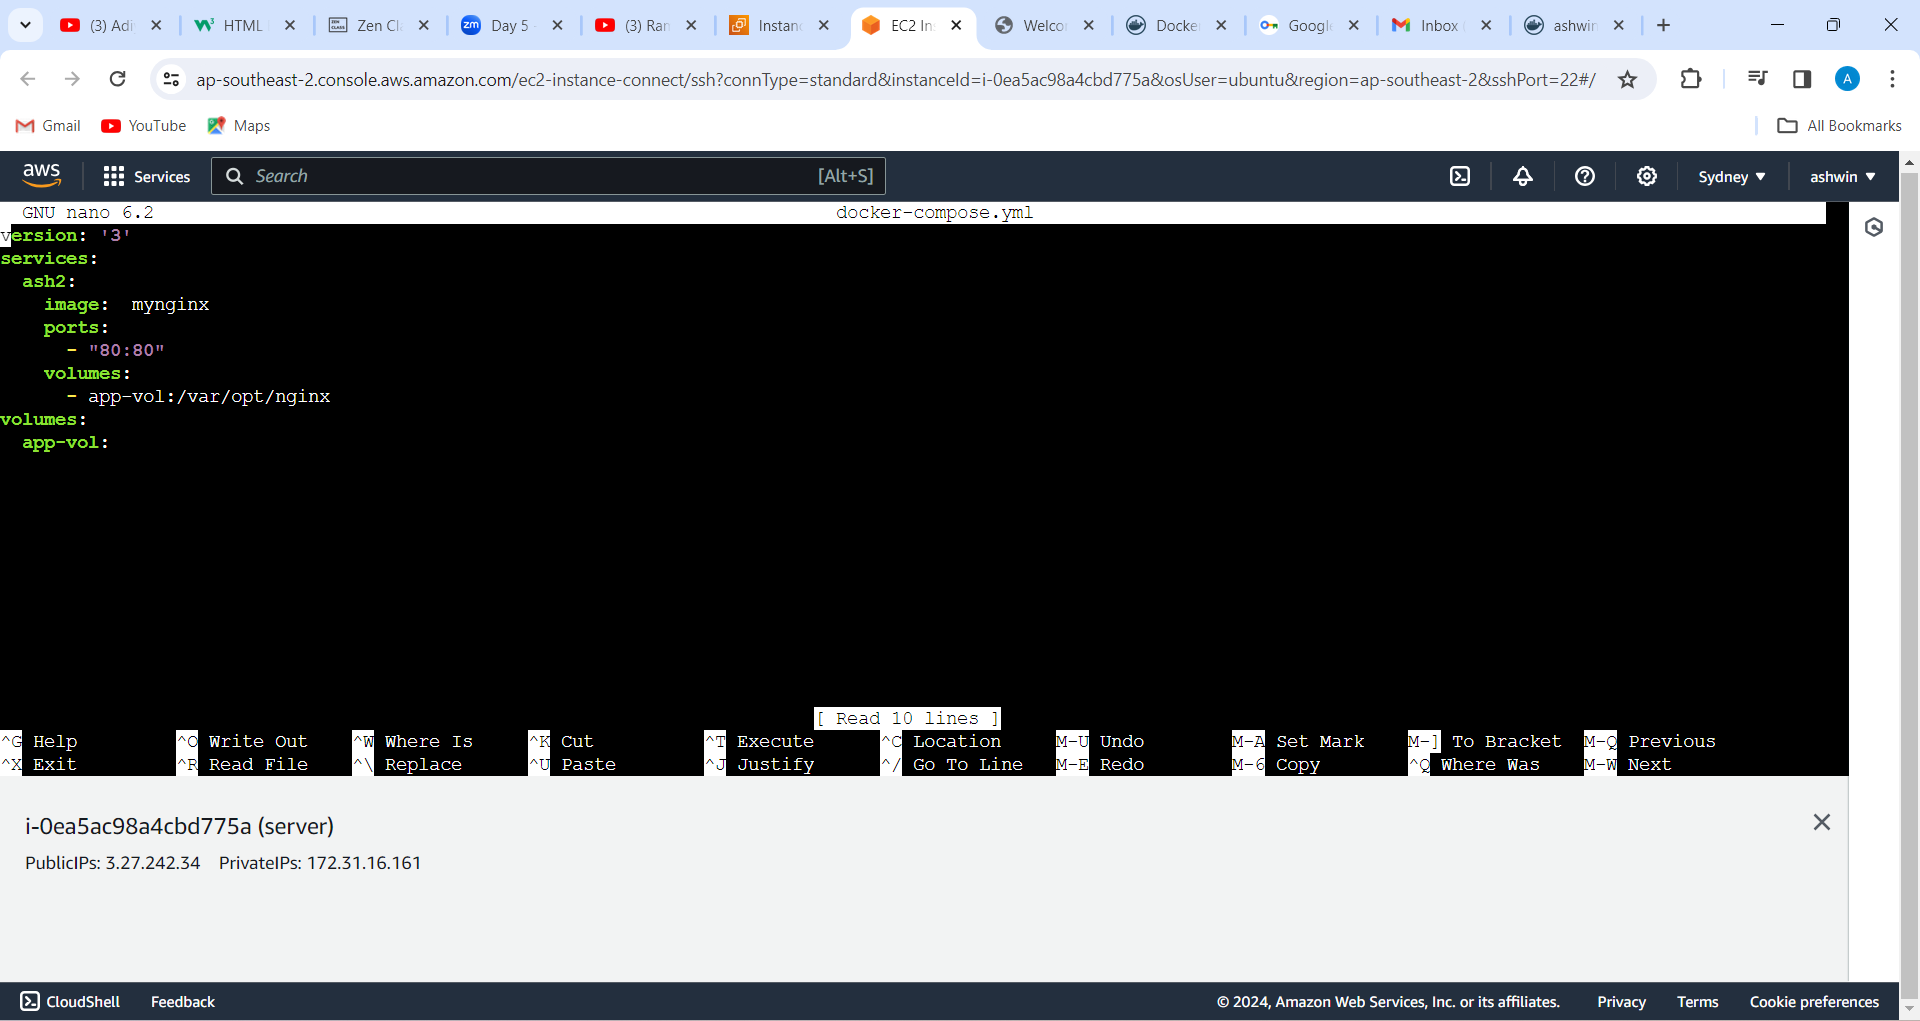 (3) Adi
HTML
Zen Cl
Day 5
(3) Ran
Instanc
EC2 In
Welco
Docke
Google
Inbox
ashwin
ap-southeast-2.console.aws.amazon.com/ec2-instance-connect/ssh?connType=standard&instanceId=i-0ea5ac98a4cbd775a&osUser=ubuntu&region=ap-southeast-2&sshPort=22#/
A
Gmail
YouTube
Maps
All Bookmarks
aws
Services
Search
[Alt+S]
Sydney
ashwin
GNU nano 6.2
docker-compose.yml
version: '3'
services:
  ash2:
    image:  mynginx
    ports:
      - "80:80"
    volumes:
      - app-vol:/var/opt/nginx
volumes:
  app-vol:
[ Read 10 lines ]
^G Help ^O Write Out ^W Where Is ^K Cut ^T Execute ^C Location M-U Undo M-A Set Mark M-] To Bracket M-Q Previous
^X Exit ^R Read File ^\ Replace ^U Paste ^J Justify ^/ Go To Line M-E Redo M-6 Copy ^Q Where Was M-W Next
i-0ea5ac98a4cbd775a (server)
PublicIPs: 3.27.242.34 PrivateIPs: 172.31.16.161
CloudShell
Feedback
© 2024, Amazon Web Services, Inc. or its affiliates.
Privacy
Terms
Cookie preferences